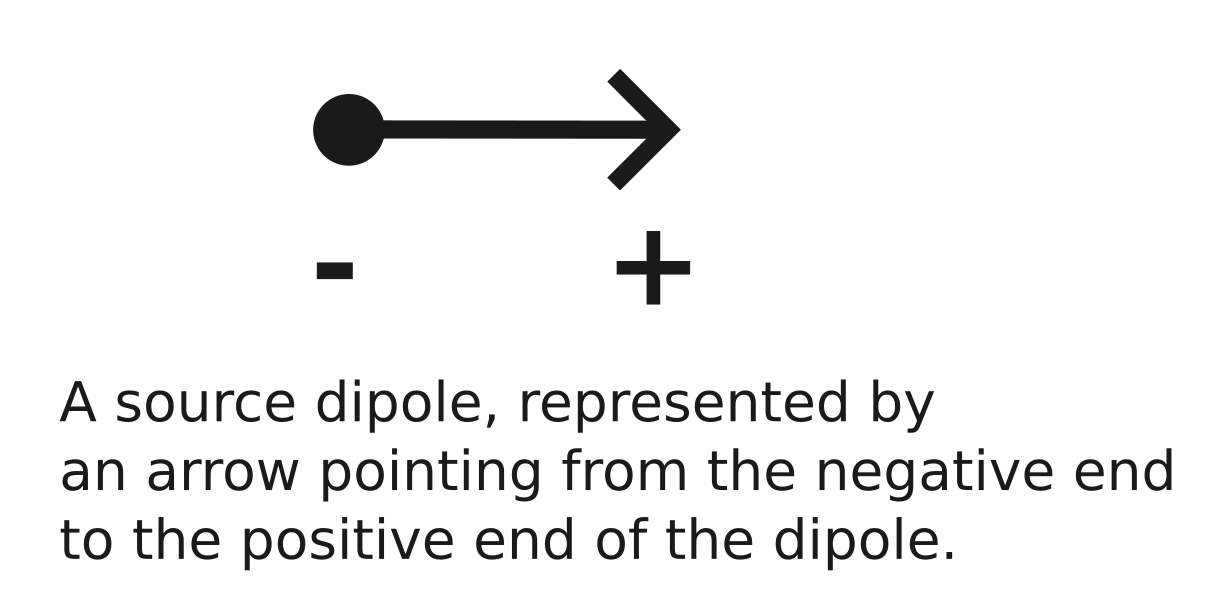 - +
A source dipole, represented by
an arrow pointing from the negative end
to the positive end of the dipole.